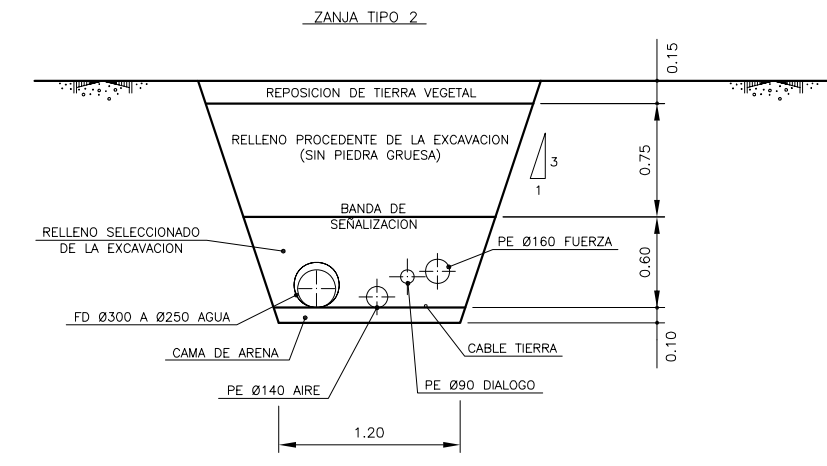 ZANJA TIPO 2
0.15
REPOSICION DE TIERRA VEGETAL
RELLENO PROCEDENTE DE LA EXCAVACION
(SIN PIEDRA GRUESA)
3
1
0.75
BANDA DE
SEÑALIZACION
RELLENO SELECCIONADO
DE LA EXCAVACION
PE Ø160 FUERZA
0.60
FD Ø300 A Ø250 AGUA
CAMA DE ARENA
CABLE TIERRA
0.10
PE Ø140 AIRE
PE Ø90 DIALOGO
1.20